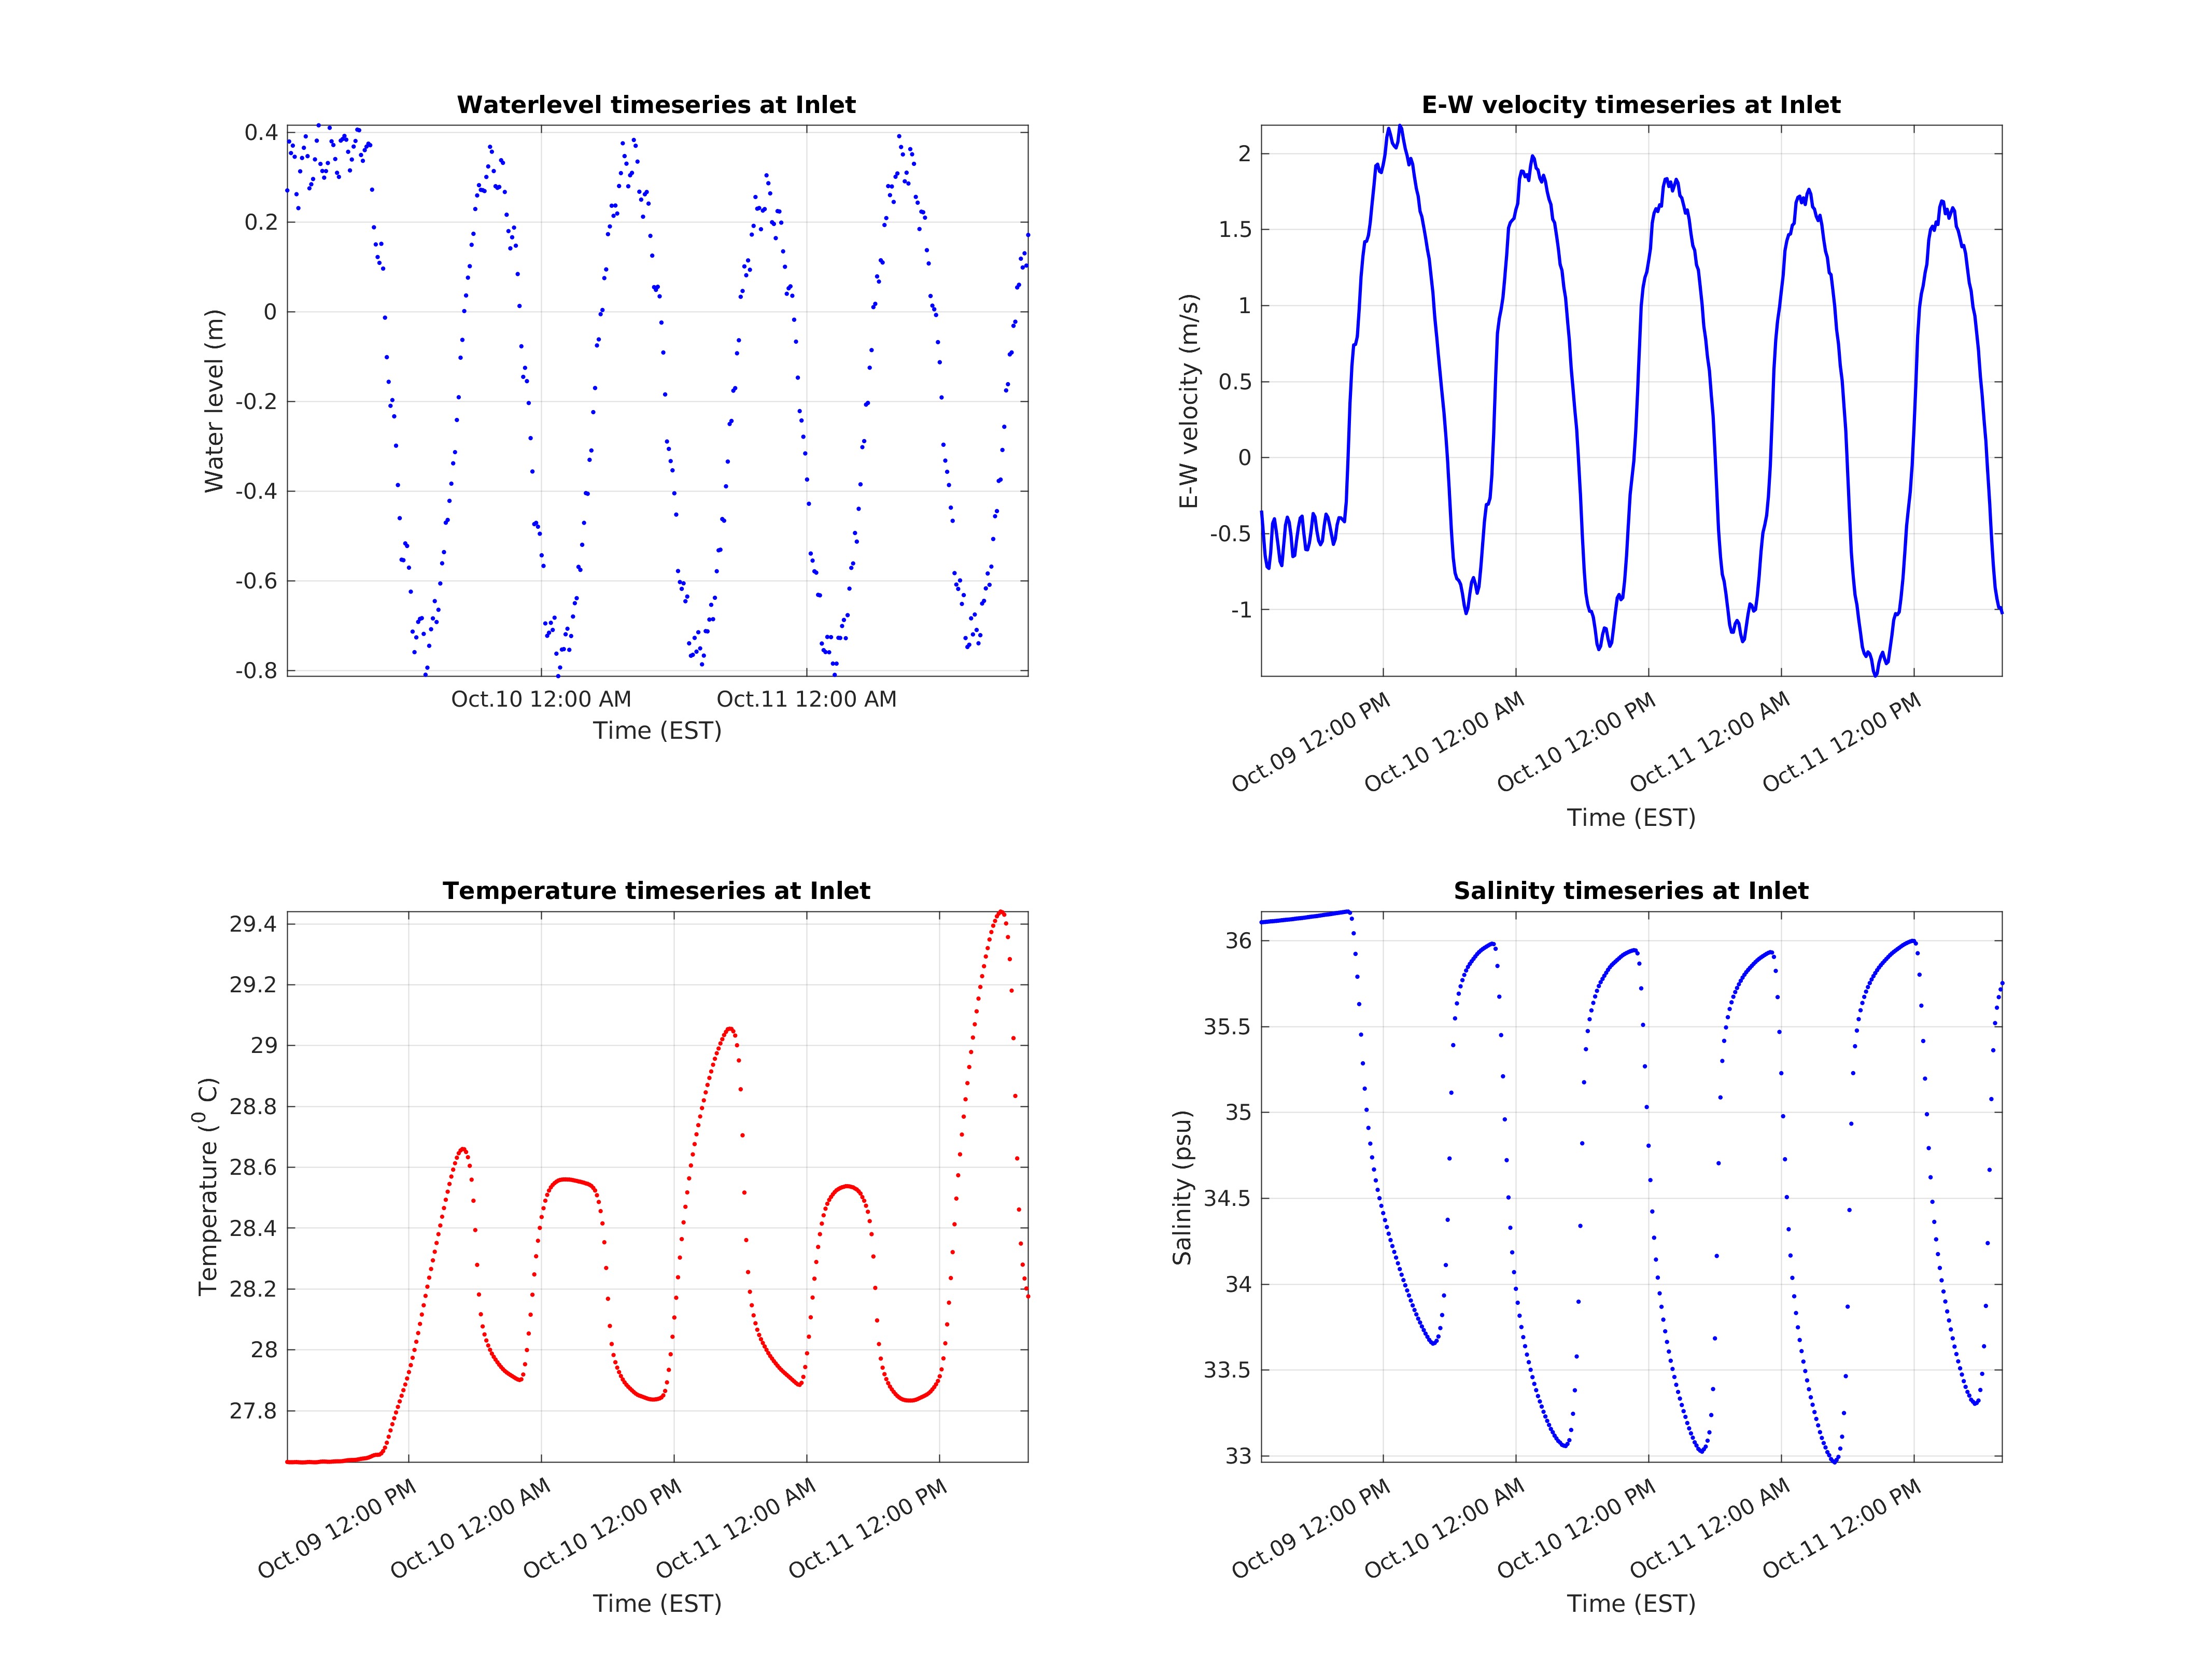 Waterlevel timeseries at Inlet
0.4
0.2
0
-0.2
-0.4
-0.6
-0.8
Water level (m)
Oct.10 12:00 AM
Oct.11 12:00 AM
Time (EST)
E-W velocity timeseries at Inlet
2
1.5
1
0.5
0
-0.5
-1
E-W velocity (m/s)
Oct.09 12:00 PM
Oct.10 12:00 AM
Oct.10 12:00 PM
Oct.11 12:00 AM
Oct.11 12:00 PM
Time (EST)
Temperature timeseries at Inlet
29.4
29.2
29
28.8
28.6
28.4
28.2
28
27.8
Temperature (⁰ C)
Oct.09 12:00 PM
Oct.10 12:00 AM
Oct.10 12:00 PM
Oct.11 12:00 AM
Oct.11 12:00 PM
Time (EST)
Salinity timeseries at Inlet
36
35.5
35
34.5
34
33.5
33
Salinity (psu)
Oct.09 12:00 PM
Oct.10 12:00 AM
Oct.10 12:00 PM
Oct.11 12:00 AM
Oct.11 12:00 PM
Time (EST)